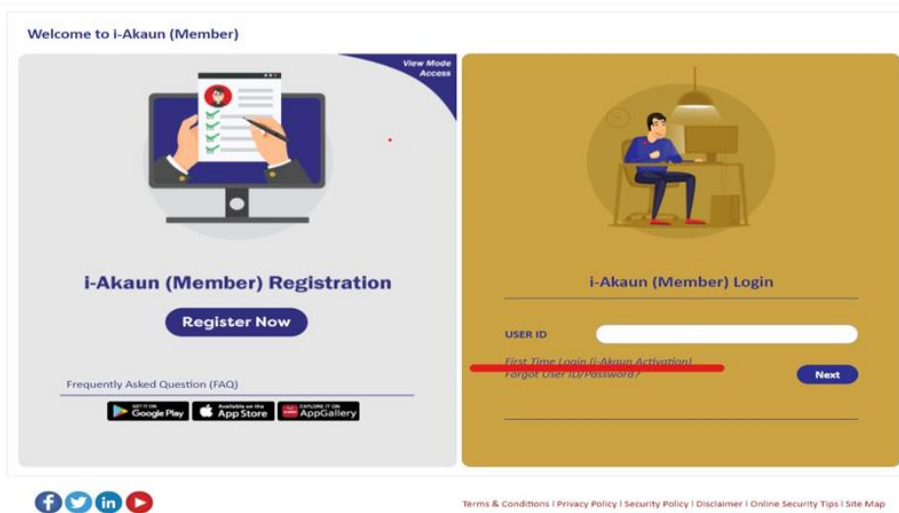 Welcome to i-Akaun (Member)
View Mode
Access
i-Akaun (Member) Registration
Register Now
Frequently Asked Question (FAQ)
GET IT ON
Google Play
Available on the
App Store
EXPLORE IT ON
AppGallery
i-Akaun (Member) Login
USER ID
First Time Login (i-Akaun Activation)
Forgot User ID/Password?
Next
Terms & Conditions I Privacy Policy I Security Policy I Disclaimer I Online Security Tips I Site Map